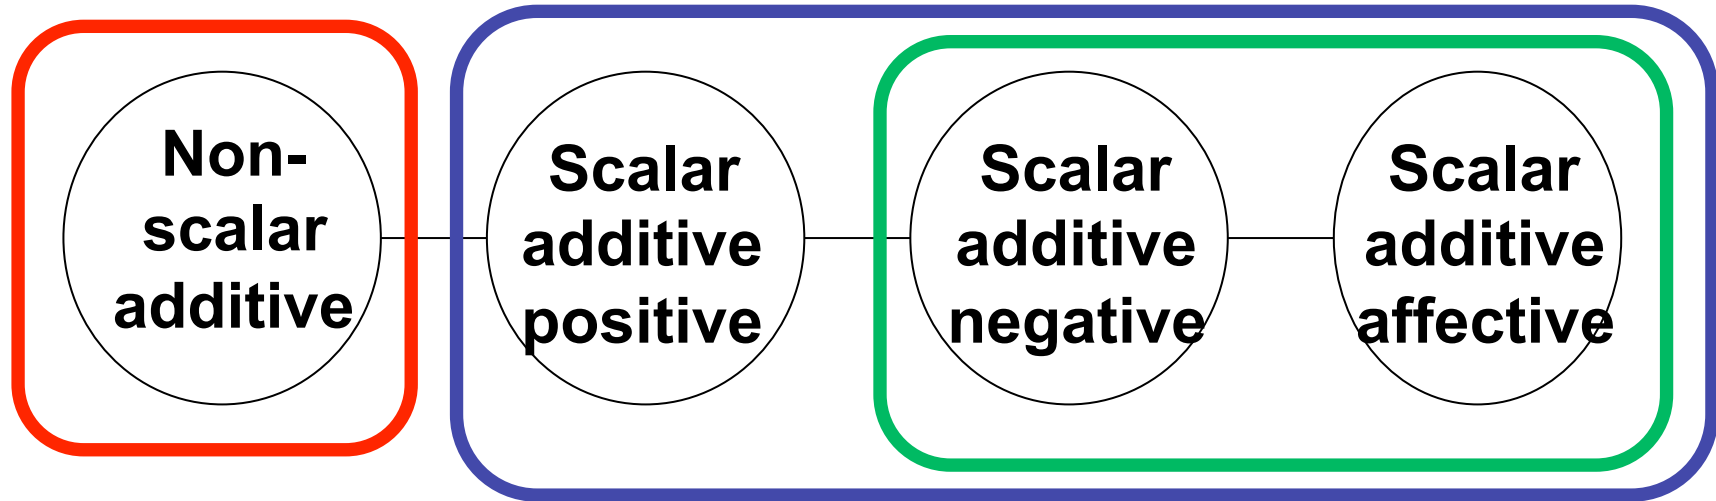 Non-
scalar
additive
Scalar
additive
positive
Scalar
additive
negative
Scalar
additive
affective